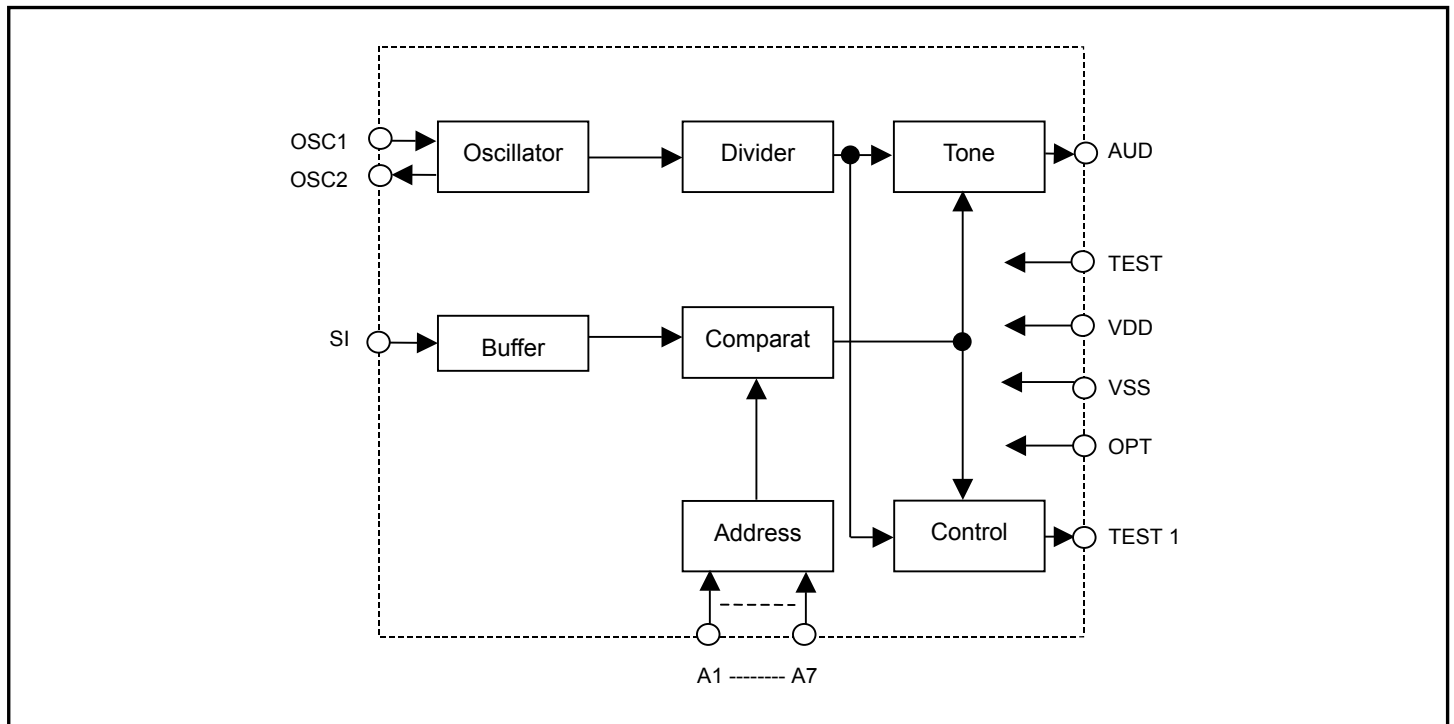 OSC1
OSC2
Oscillator
Divider
Tone
AUD
TEST
SI
Buffer
Comparat
VDD
VSS
OPT
Address
Control
TEST 1
A1 -------- A7